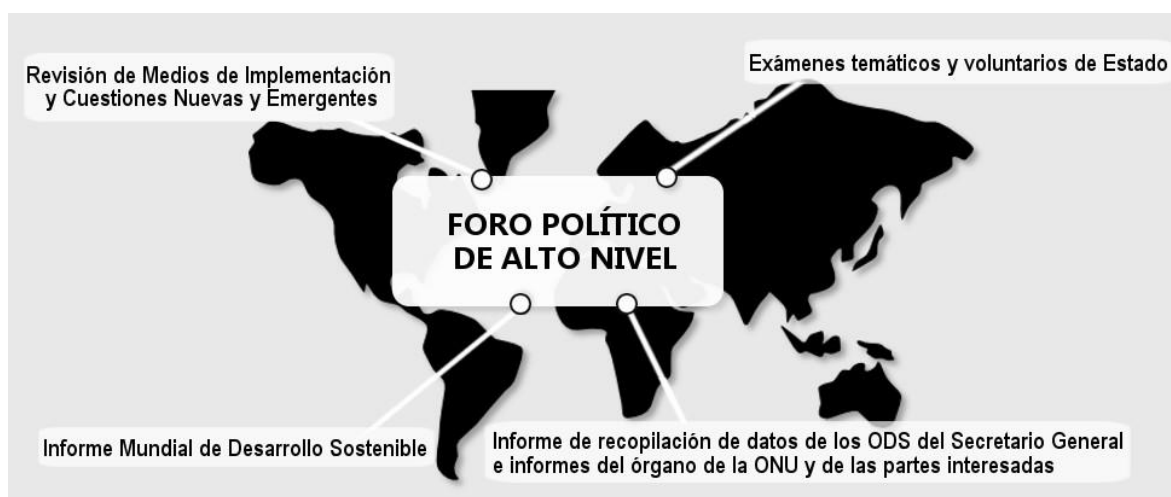 Revisión de Medios de Implementación
y Cuestiones Nuevas y Emergentes
Exámenes temáticos y voluntarios de Estado
FORO POLÍTICO
DE ALTO NIVEL
Informe Mundial de Desarrollo Sostenible
Informe de recopilación de datos de los ODS del Secretario General
e informes del órgano de la ONU y de las partes interesadas